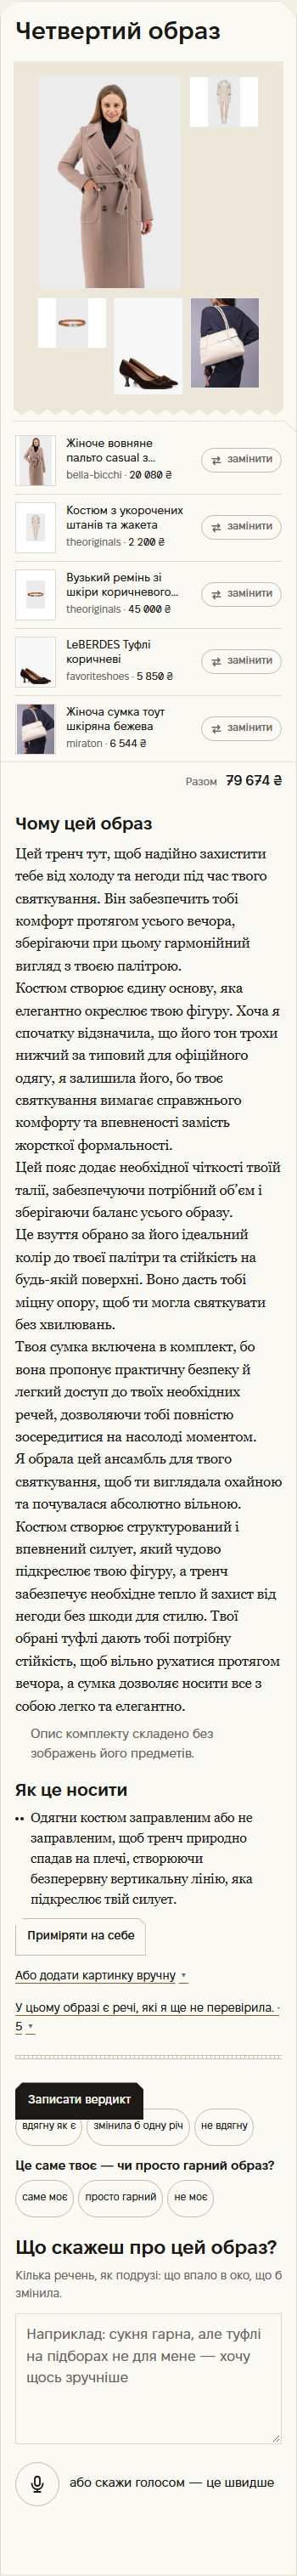 Четвертий образ
Жіноче вовняне
пальто casual з...
bella-bicchi · 20 080 ₴
замінити
Костюм з укорочених
штанів та жакета
theoriginals · 2 200 ₴
замінити
Вузький ремінь зі
шкіри коричневого...
theoriginals · 45 000 ₴
замінити
LeBERDES Туфлі
коричневі
favoriteshoes · 5 850 ₴
замінити
Жіноча сумка тоут
шкіряна бежева
miraton · 6 544 ₴
замінити
Разом 79 674 ₴
Чому цей образ
Цей тренч тут, щоб надійно захистити
тебе від холоду та негоди під час твого
святкування. Він забезпечить тобі
комфорт протягом усього вечора,
зберігаючи при цьому гармонійний
вигляд з твоєю палітрою.
Костюм створює єдину основу, яка
елегантно окреслює твою фігуру. Хоча я
спочатку відзначила, що його тон трохи
нижчий за типовий для офіційного
одягу, я залишила його, бо твоє
святкування вимагає справжнього
комфорту та впевненості замість
жорсткої формальності.
Цей пояс додає необхідної чіткості твоїй
талії, забезпечуючи потрібний об’єм і
зберігаючи баланс усього образу.
Це взуття обрано за його ідеальний
колір до твоєї палітри та стійкість на
будь-якій поверхні. Воно дасть тобі
міцну опору, щоб ти могла святкувати
без хвилювань.
Твоя сумка включена в комплект, бо
вона пропонує практичну безпеку й
легкий доступ до твоїх необхідних
речей, дозволяючи тобі повністю
зосередитися на насолоді моментом.
Я обрала цей ансамбль для твого
святкування, щоб ти виглядала охайною
та почувалася абсолютно вільною.
Костюм створює структурований і
впевнений силует, який чудово
підкреслює твою фігуру, а тренч
забезпечує необхідне тепло й захист від
негоди без шкоди для стилю. Твої
обрані туфлі дають тобі потрібну
стійкість, щоб вільно рухатися протягом
вечора, а сумка дозволяє носити все з
собою легко та елегантно.
Опис комплекту складено без
зображень його предметів.
Як це носити
Одягни костюм заправленим або не
заправленим, щоб тренч природно
спадав на плечі, створюючи
безперервну вертикальну лінію, яка
підкреслює твій силует.
Приміряти на себе
Або додати картинку вручну
У цьому образі є речі, які я ще не перевірила. ·
5
Записати вердикт
вдягну як є змінила б одну річ не вдягну
Це саме твоє — чи просто гарний образ?
саме моє просто гарний не моє
Що скажеш про цей образ?
Кілька речень, як подрузі: що впало в око, що б
змінила.
Наприклад: сукня гарна, але туфлі
на підборах не для мене — хочу
щось зручніше
або скажи голосом — це швидше